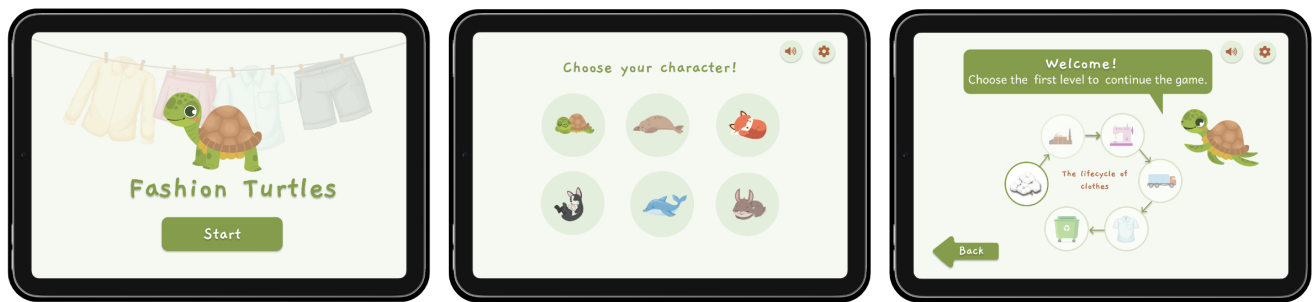 Fashion Turtles
Start
Choose your character!
Welcome!
Choose the first level to continue the game.
The lifecycle of
clothes
Back